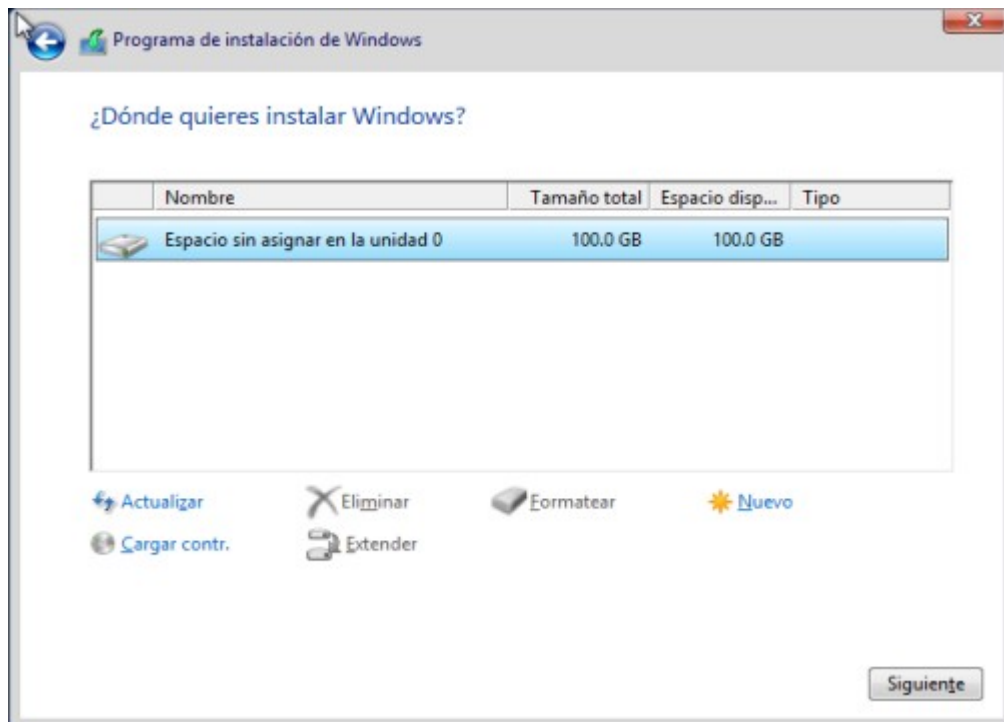 Programa de instalación de Windows
¿Dónde quieres instalar Windows?
Nombre Tamaño total Espacio disp... Tipo
Espacio sin asignar en la unidad 0 100.0 GB 100.0 GB
Actualizar Eliminar Formatear Nuevo
Cargar contr. Extender
Siguiente